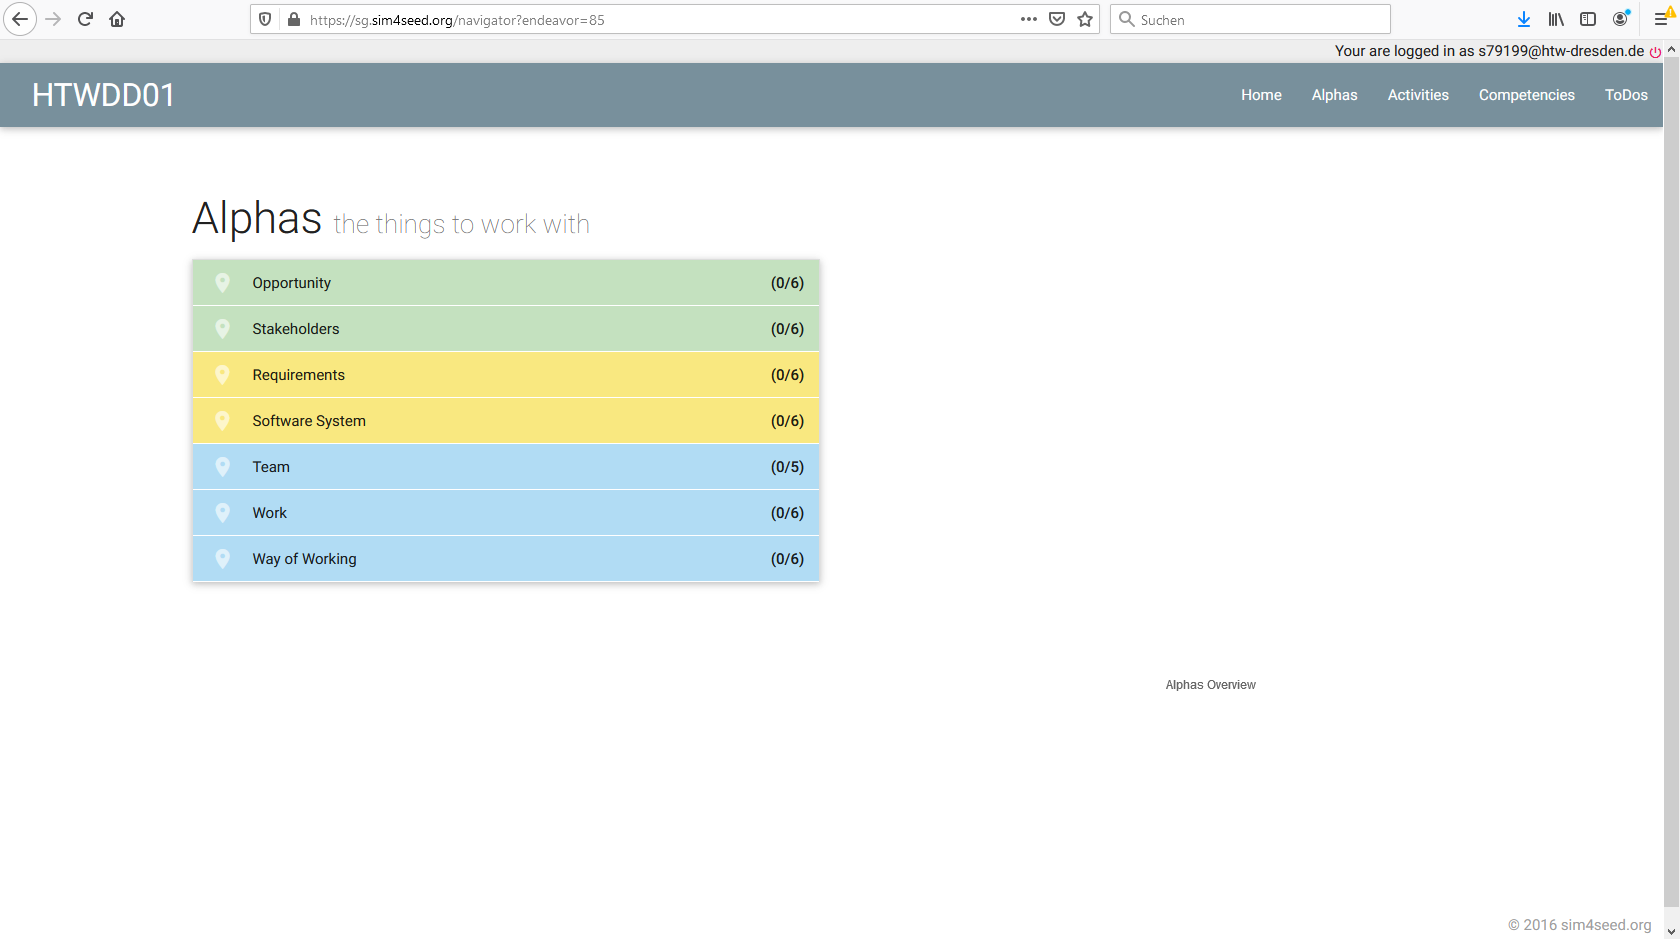 https://sg.sim4seed.org/navigator?endeavor=85
Suchen
Your are logged in as s79199@htw-dresden.de
HTWDD01
Home Alphas Activities Competencies ToDos
Alphas the things to work with
Opportunity (0/6)
Stakeholders (0/6)
Requirements (0/6)
Software System (0/6)
Team (0/5)
Work (0/6)
Way of Working (0/6)
Alphas Overview
© 2016 sim4seed.org